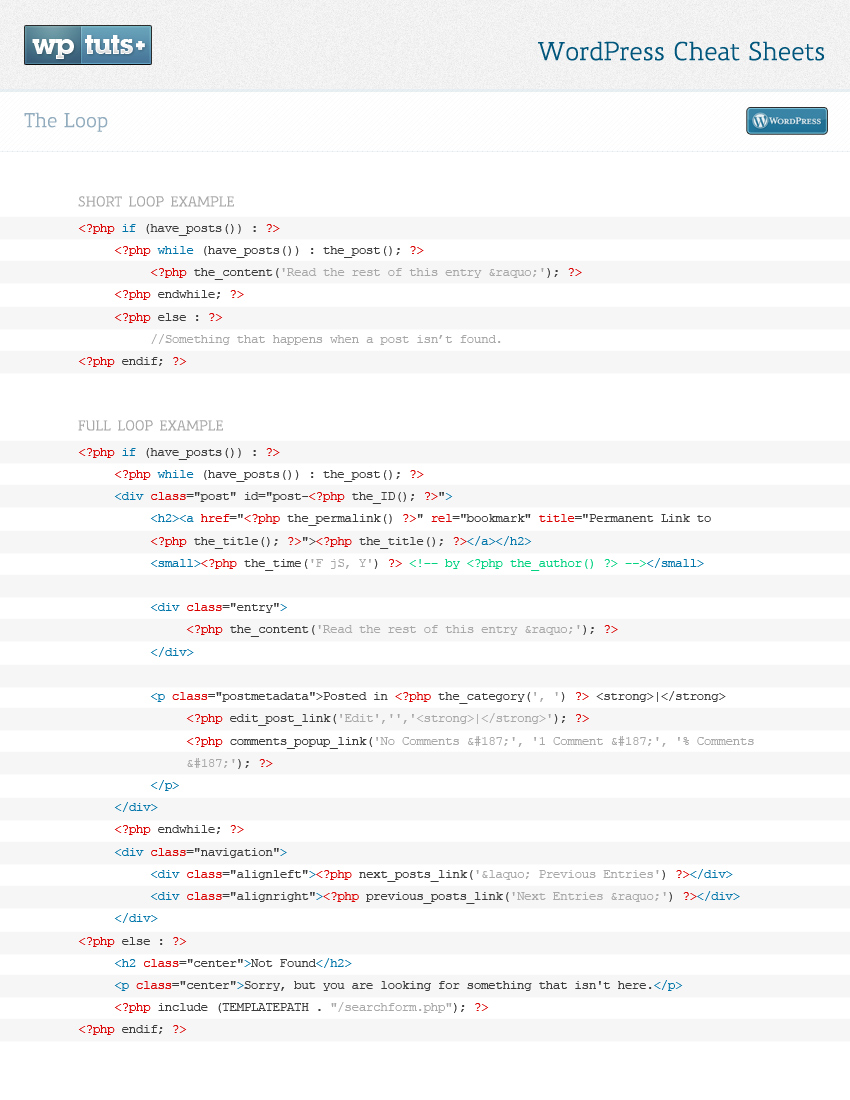 wp tuts+
WordPress Cheat Sheets
The Loop
WORDPRESS
SHORT LOOP EXAMPLE
<?php if (have_posts()) : ?>
<?php while (have_posts()) : the_post(); ?>
<?php the_content('Read the rest of this entry &raquo;'); ?>
<?php endwhile; ?>
<?php else : ?>
//Something that happens when a post isn’t found.
<?php endif; ?>
FULL LOOP EXAMPLE
<?php if (have_posts()) : ?>
<?php while (have_posts()) : the_post(); ?>
<div class="post" id="post-<?php the_ID(); ?>">
<h2><a href="<?php the_permalink() ?>" rel="bookmark" title="Permanent Link to
<?php the_title(); ?>"><?php the_title(); ?></a></h2>
<small><?php the_time('F jS, Y') ?> <!-- by <?php the_author() ?> --></small>
<div class="entry">
<?php the_content('Read the rest of this entry &raquo;'); ?>
</div>
<p class="postmetadata">Posted in <?php the_category(', ') ?> <strong>|</strong>
<?php edit_post_link('Edit','','<strong>|</strong>'); ?>
<?php comments_popup_link('No Comments &#187;', '1 Comment &#187;', '% Comments
&#187;'); ?>
</p>
</div>
<?php endwhile; ?>
<div class="navigation">
<div class="alignleft"><?php next_posts_link('&laquo; Previous Entries') ?></div>
<div class="alignright"><?php previous_posts_link('Next Entries &raquo;') ?></div>
</div>
<?php else : ?>
<h2 class="center">Not Found</h2>
<p class="center">Sorry, but you are looking for something that isn't here.</p>
<?php include (TEMPLATEPATH . "/searchform.php"); ?>
<?php endif; ?>